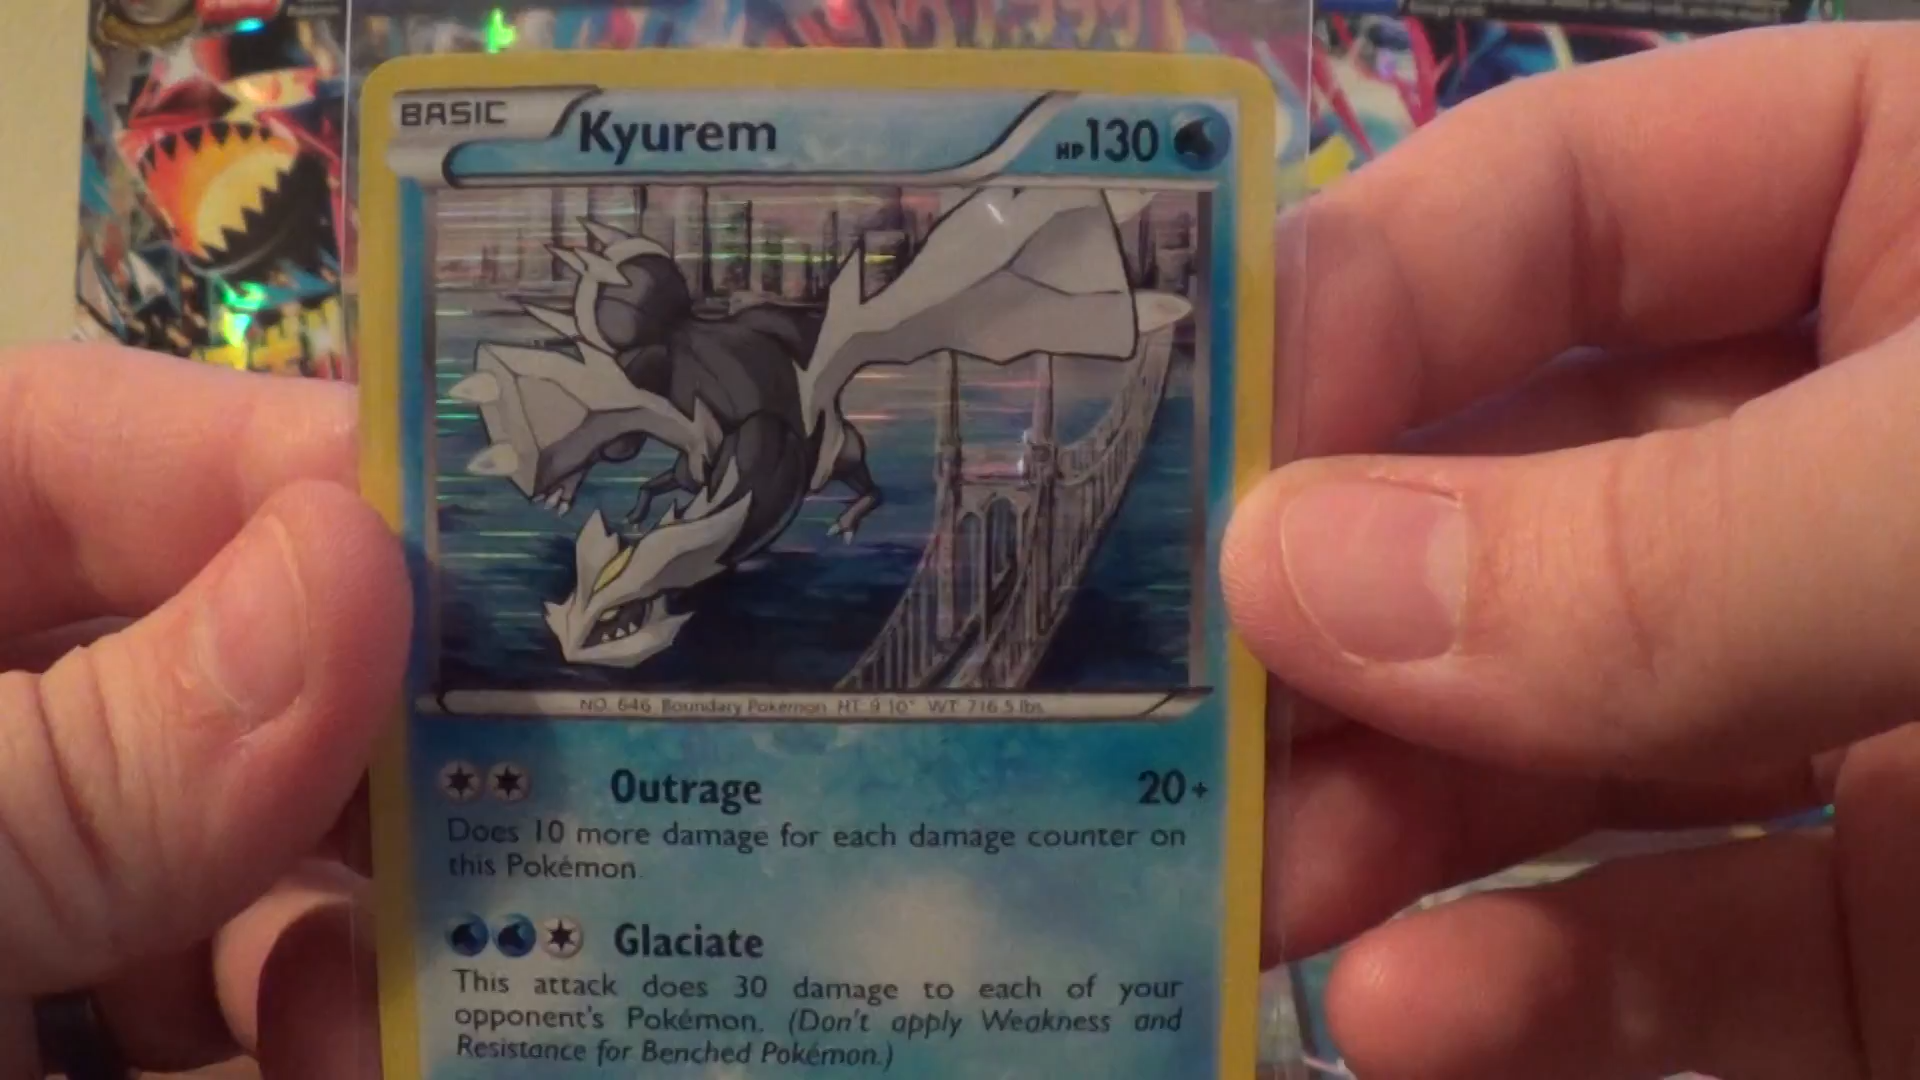 BASIC
Kyurem
HP130
NO. 646 Boundary Pokémon HT 9'10" WT 716.5 lbs.
Outrage 20+
Does 10 more damage for each damage counter on
this Pokémon.
Glaciate
This attack does 30 damage to each of your
opponent's Pokémon. (Don't apply Weakness and
Resistance for Benched Pokémon.)